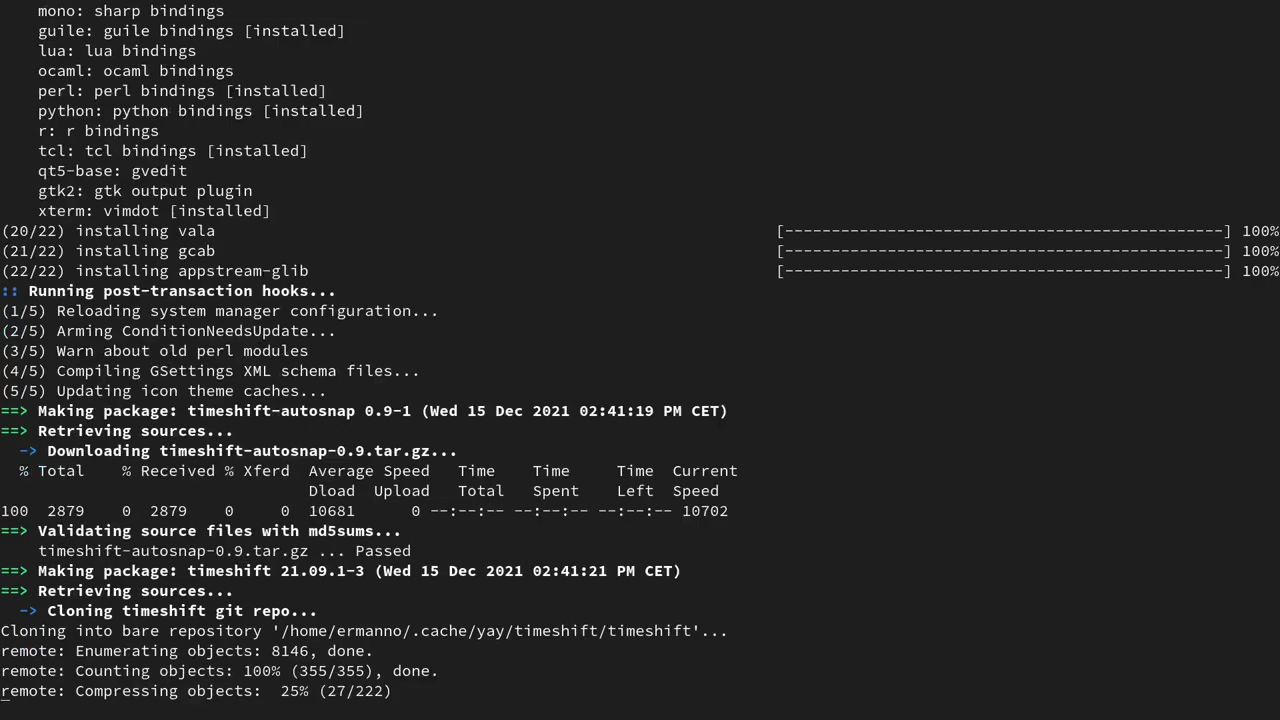 mono: sharp bindings
guile: guile bindings [installed]
lua: lua bindings
ocaml: ocaml bindings
perl: perl bindings [installed]
python: python bindings [installed]
r: r bindings
tcl: tcl bindings [installed]
qt5-base: gvedit
gtk2: gtk output plugin
xterm: vimdot [installed]
(20/22) installing vala [------------------------------------------------] 100%
(21/22) installing gcab [------------------------------------------------] 100%
(22/22) installing appstream-glib [------------------------------------------------] 100%
:: Running post-transaction hooks...
(1/5) Reloading system manager configuration...
(2/5) Arming ConditionNeedsUpdate...
(3/5) Warn about old perl modules
(4/5) Compiling GSettings XML schema files...
(5/5) Updating icon theme caches...
==> Making package: timeshift-autosnap 0.9-1 (Wed 15 Dec 2021 02:41:19 PM CET)
==> Retrieving sources...
-> Downloading timeshift-autosnap-0.9.tar.gz...
% Total % Received % Xferd Average Speed Time Time Time Current
Dload Upload Total Spent Left Speed
100 2879 0 2879 0 0 10681 0 --:--:-- --:--:-- --:--:-- 10702
==> Validating source files with md5sums...
timeshift-autosnap-0.9.tar.gz ... Passed
==> Making package: timeshift 21.09.1-3 (Wed 15 Dec 2021 02:41:21 PM CET)
==> Retrieving sources...
-> Cloning timeshift git repo...
Cloning into bare repository '/home/ermanno/.cache/yay/timeshift/timeshift'...
remote: Enumerating objects: 8146, done.
remote: Counting objects: 100% (355/355), done.
remote: Compressing objects:  25% (27/222)